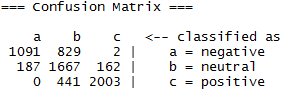 === Confusion Matrix ===
a b c <-- classified as
1091 829 2 | a = negative
187 1667 162 | b = neutral
0 441 2003 | c = positive